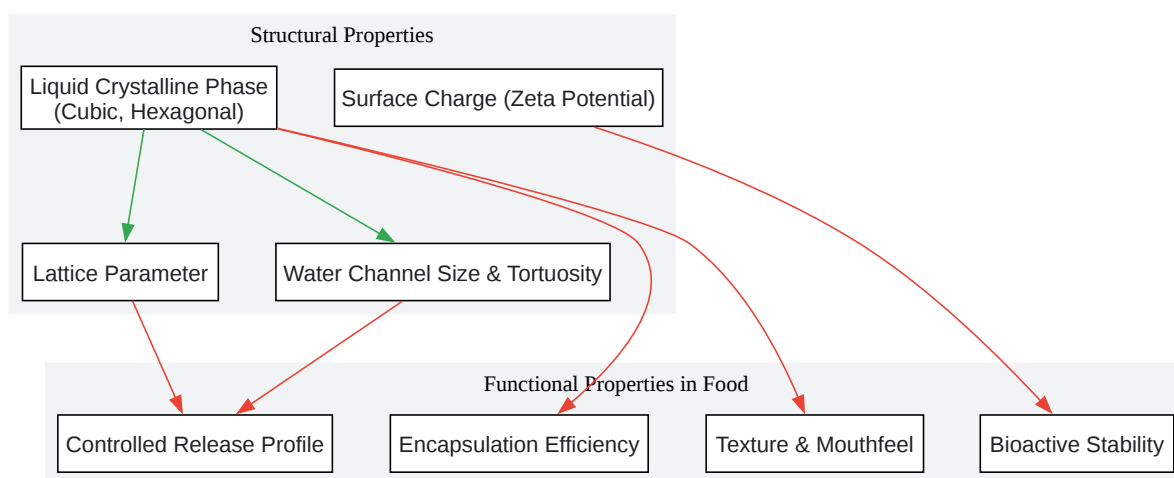 Structural Properties
Liquid Crystalline Phase
(Cubic, Hexagonal)
Surface Charge (Zeta Potential)
Lattice Parameter
Water Channel Size & Tortuosity
Functional Properties in Food
Controlled Release Profile
Encapsulation Efficiency
Texture & Mouthfeel
Bioactive Stability